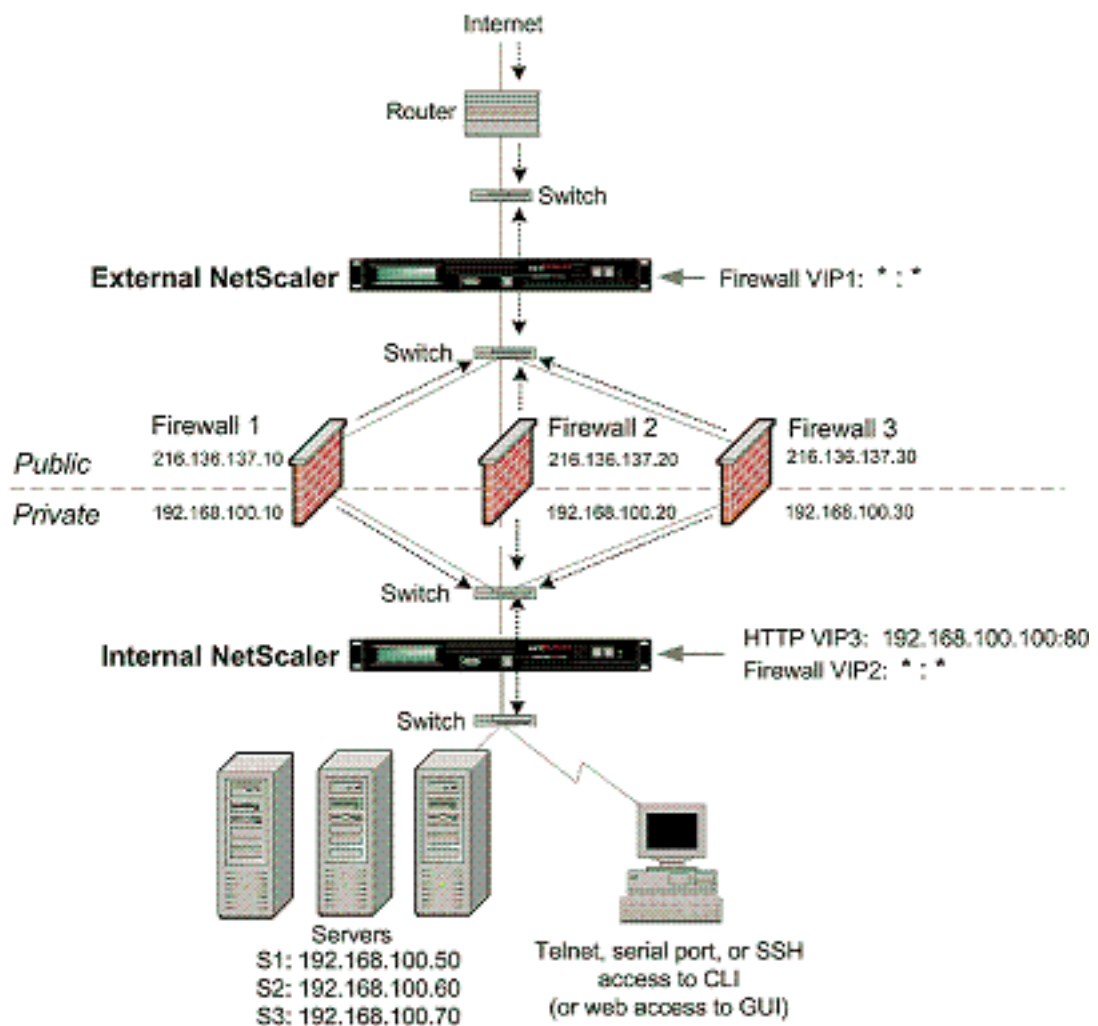 Internet
Router
Switch
External NetScaler
Firewall VIP1: * : *
Switch
Firewall 1
Firewall 2
Firewall 3
Public
216.136.137.10
216.136.137.20
216.136.137.30
Private
192.168.100.10
192.168.100.20
192.168.100.30
Switch
Internal NetScaler
HTTP VIP3: 192.168.100.100:80
Firewall VIP2: * : *
Switch
Servers
S1: 192.168.100.50
S2: 192.168.100.60
S3: 192.168.100.70
Telnet, serial port, or SSH
access to CLI
(or web access to GUI)